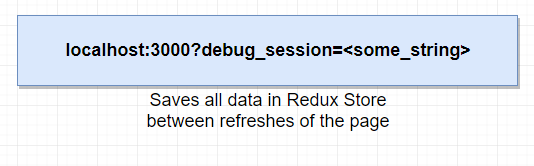 localhost:3000?debug_session=<some_string>
Saves all data in Redux Store
between refreshes of the page